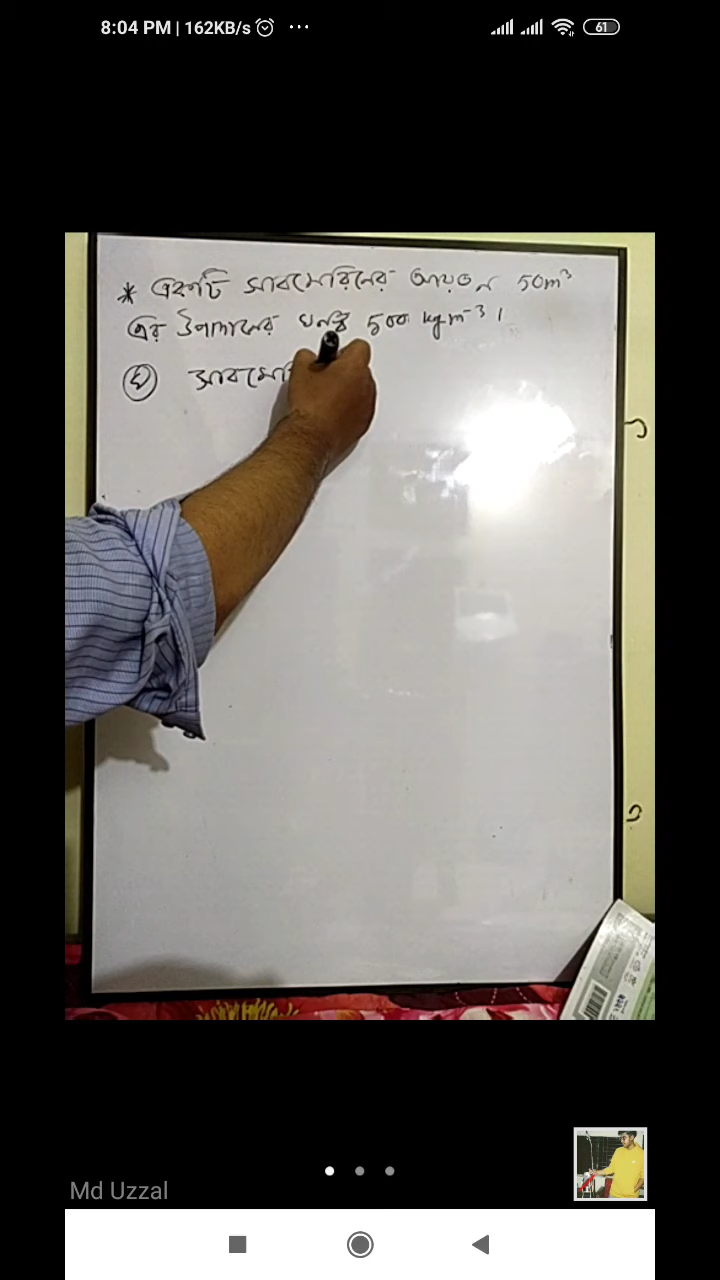 8:04 PM | 162KB/s ... 61
* একটি সাবমেরিনের আয়তন 50m³
এর উপাদানের ঘনত্ব 500 kgm⁻³।
ঘ সাবমেরি
Md Uzzal